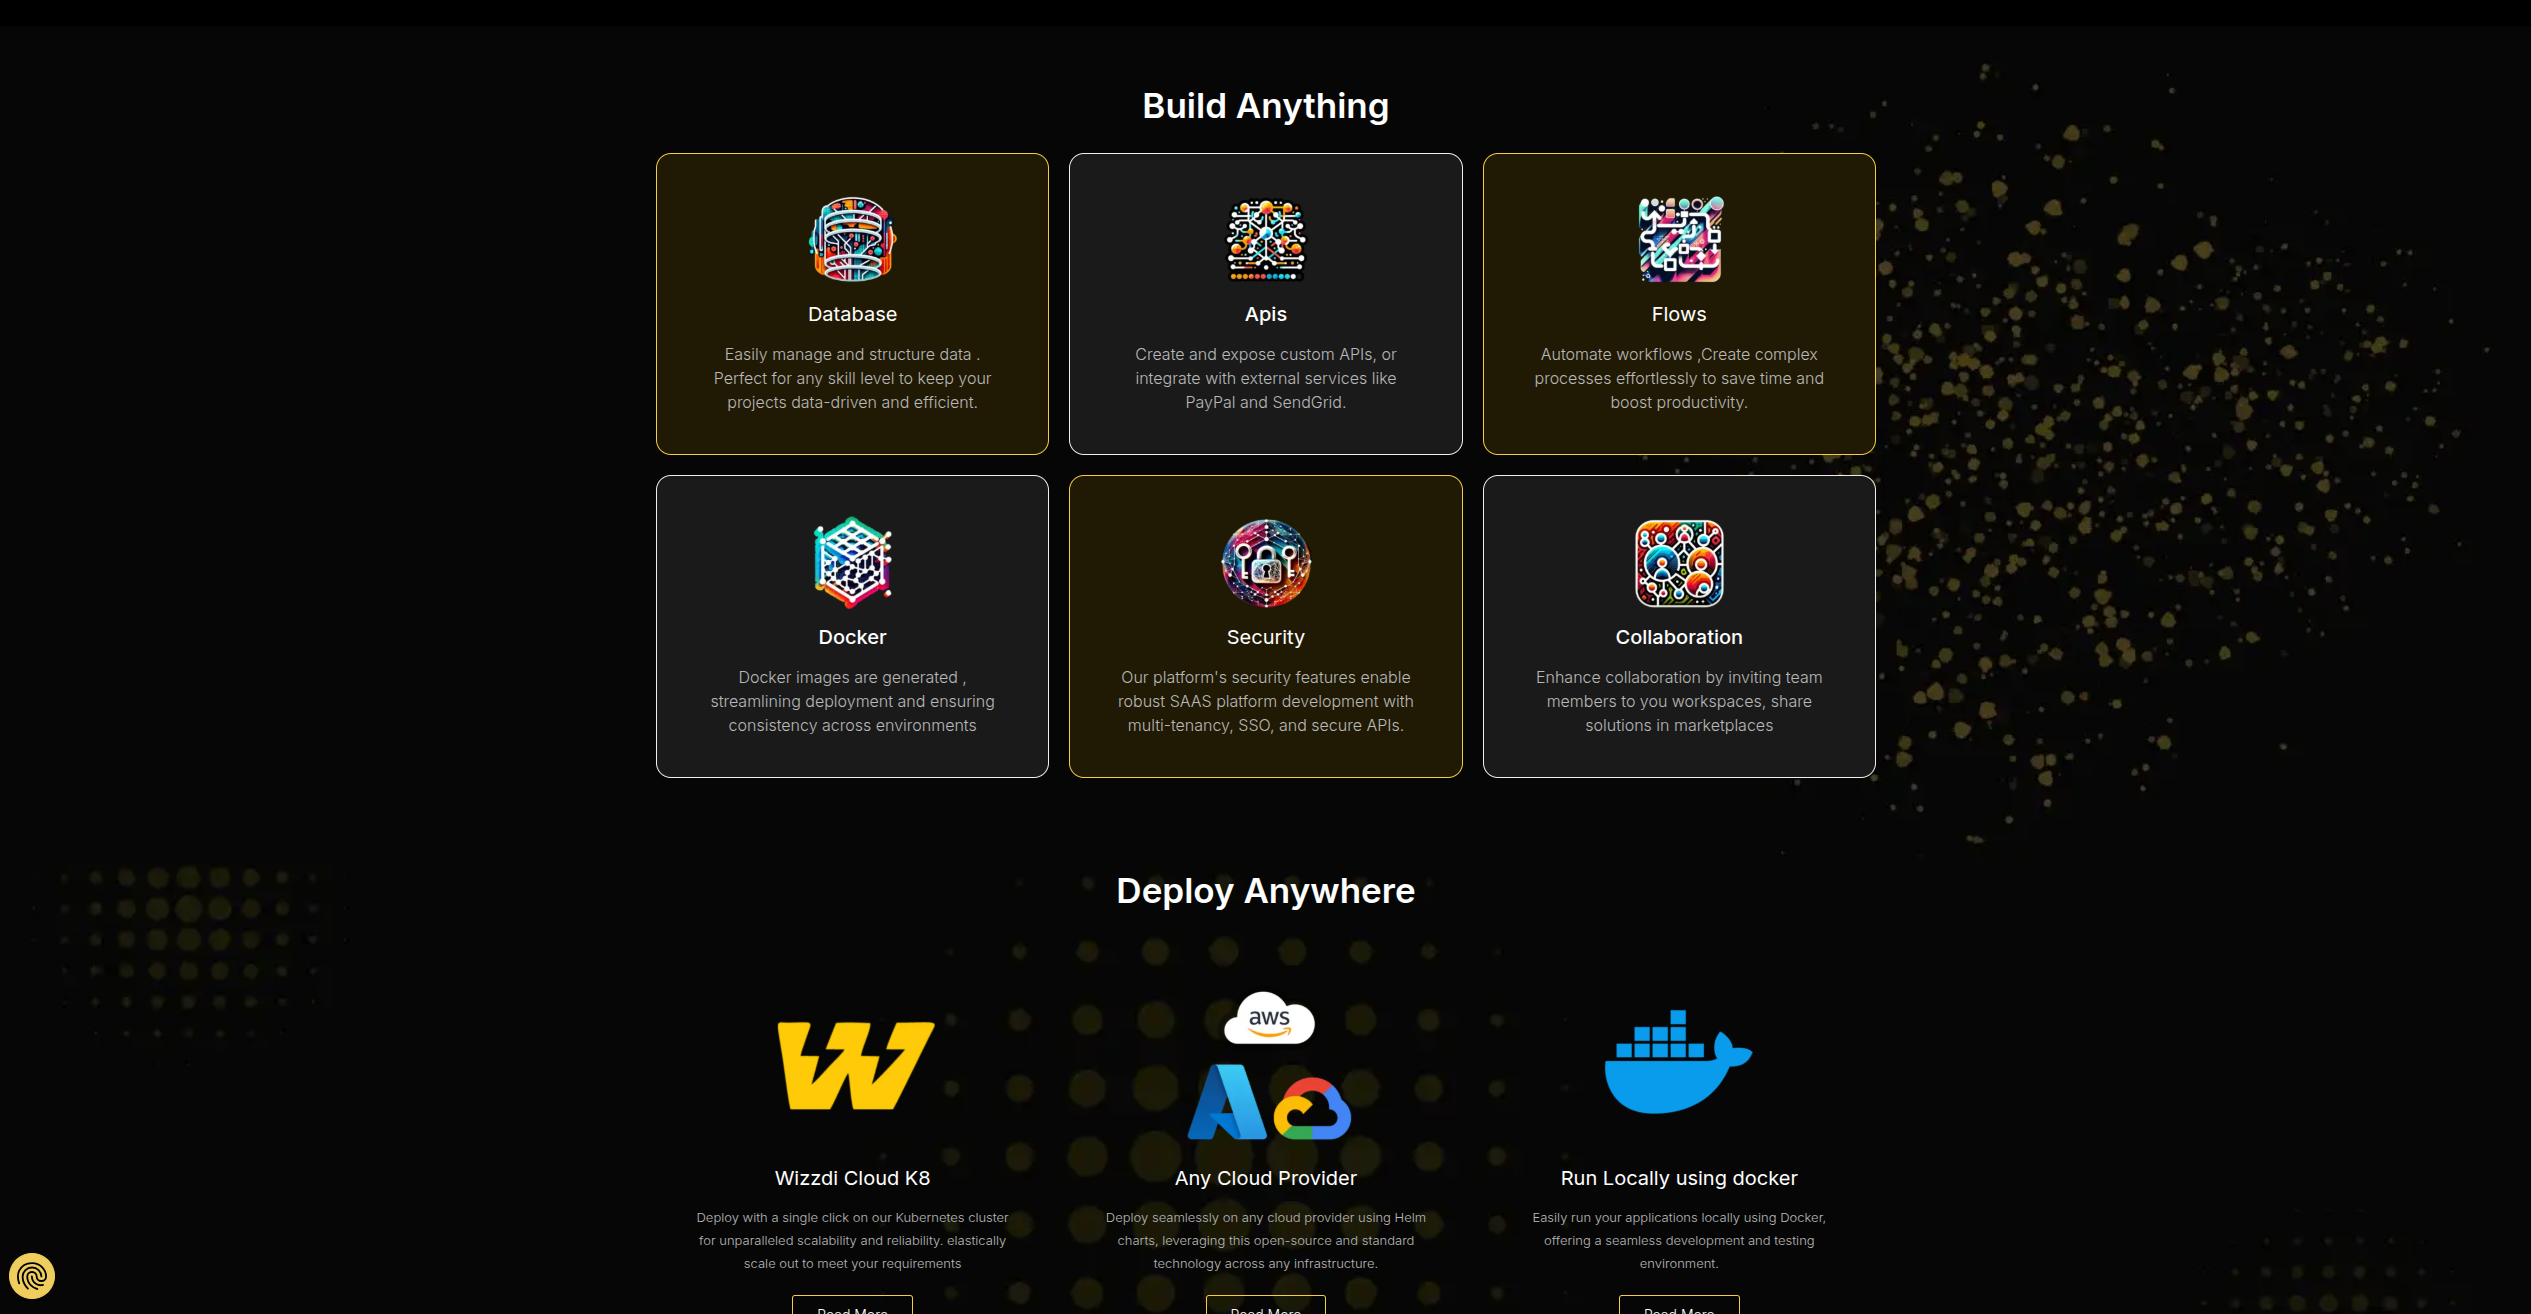 Build Anything
Database
Easily manage and structure data .
Perfect for any skill level to keep your
projects data-driven and efficient.
Apis
Create and expose custom APIs, or
integrate with external services like
PayPal and SendGrid.
Flows
Automate workflows ,Create complex
processes effortlessly to save time and
boost productivity.
Docker
Docker images are generated ,
streamlining deployment and ensuring
consistency across environments
Security
Our platform's security features enable
robust SAAS platform development with
multi-tenancy, SSO, and secure APIs.
Collaboration
Enhance collaboration by inviting team
members to you workspaces, share
solutions in marketplaces
Deploy Anywhere
Wizzdi Cloud K8
Deploy with a single click on our Kubernetes cluster
for unparalleled scalability and reliability. elastically
scale out to meet your requirements
Read More
aws
Any Cloud Provider
Deploy seamlessly on any cloud provider using Helm
charts, leveraging this open-source and standard
technology across any infrastructure.
Read More
Run Locally using docker
Easily run your applications locally using Docker,
offering a seamless development and testing
environment.
Read More